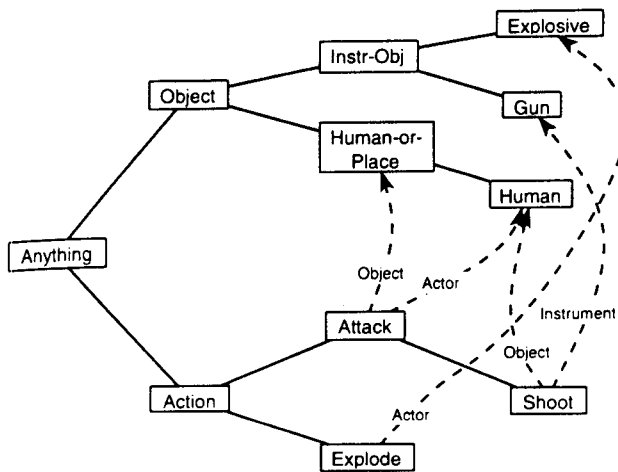 Explosive
Instr-Obj
Object
Gun
Human-or-
Place
Human
Anything
Object
Actor
Attack
Instrument
Object
Action
Actor
Shoot
Explode